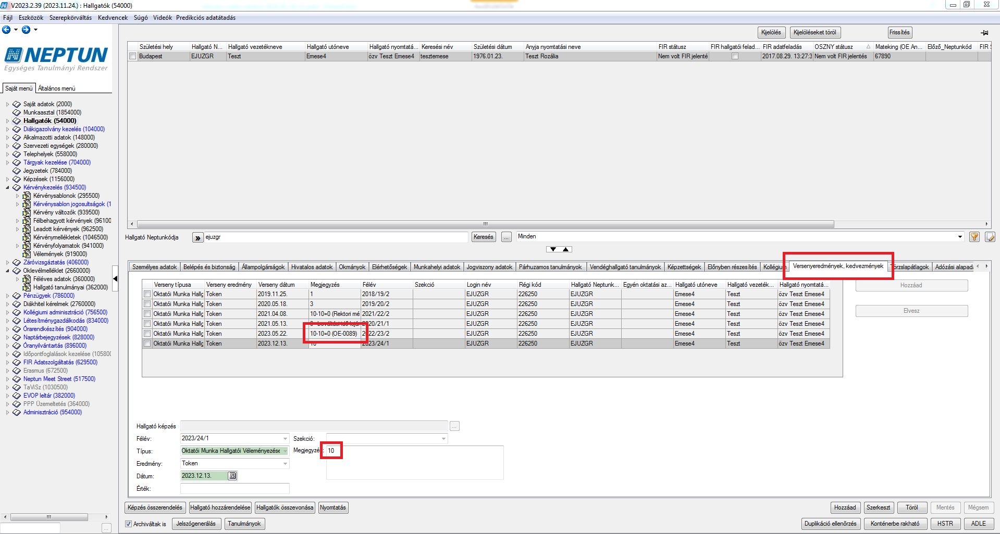 V2023.2.39 (2023.11.24.) : Hallgatók (54000)
Fájl Eszközök Szerepkörváltás Kedvencek Súgó Videók Predikciós adatátadás
Kijelölés Kijelöléseket töröl Frissítés
NEPTUN
Egységes Tanulmányi Rendszer
Saját menü Általános menü
Saját adatok (2000)
Munkaasztal (1854000)
Hallgatók (54000)
Diákigazolvány kezelés (104000)
Alkalmazotti adatok (148000)
Szervezeti egységek (280000)
Telephelyek (558000)
Tárgyak kezelése (704000)
Jegyzetek (784000)
Képzések (1156000)
Kérvénykezelés (934500)
Kérvénysablonok (295500)
Kérvénysablon jogosultságok (1
Kérvény változók (939500)
Félbehagyott kérvények (96100
Leadott kérvények (962500)
Kérvénymellékletek (1046500)
Kérvényfolyamatok (941000)
Vélemények (919000)
Záróvizsgáztatás (406000)
Oklevélmelléklet (2660000)
Féléves adatok (360000)
Hallgató tanulmányai (362000)
Pénzügyek (786000)
Diákhitel kérelmek (2760000)
Kollégiumi adminisztráció (756500)
Létesítménygazdálkodás (834000)
Órarendkészítés (904000)
Naptárbejegyzések (828000)
Óranyilvántartás (896000)
Időpontfoglalások kezelése (105800
FIR Adatszolgáltatás (629500)
Erasmus (672500)
Neptun Meet Street (517500)
TaViSz (1030500)
EVOP leltár (382000)
PPP Üzemeltetés (364000)
Adminisztráció (954000)
...
Születési hely Hallgató N... Hallgató vezetékneve Hallgató utóneve Hallgató nyomtatá... Keresési név Születési dátum Anyja nyomtatási neve FIR státusz FIR hallgatói felad... FIR adatfeladás OSZNY státusz Mateking (OE An... Előző_Neptunkód FIR S
Budapest EJUZGR Teszt Emese4 özv Teszt Emese4 tesztemese 1976.01.23. Teszt Rozália Nem volt FIR jelenté 2017.08.29. 13:27:3 Nem volt FIR jelentés 67890
Hallgató Neptunkódja » ejuzgr Keresés ... Minden
Személyes adatok Belépés és biztonság Állampolgárságok Hivatalos adatok Okmányok Elérhetőségek Munkahelyi adatok Jogviszony adatok Párhuzamos tanulmányok Vendéghallgató tanulmányok Képzettségek Előnyben részesítés Kollégium Versenyeredmények, kedvezmények Törzslapátlagok Adózási alapada
Verseny típusa Verseny eredmény Verseny dátum Megjegyzés Félév Szekció Login név Régi kód Hallgató Neptunk... Egyén oktatási az... Hallgató utóneve Hallgató vezeték... Hallgató nyomtatá...
Oktatói Munka Hallg Token 2019.11.25. 1 2018/19/2 EJUZGR 226250 EJUZGR Emese4 Teszt özv Teszt Emese4
Oktatói Munka Hallg Token 2020.05.18. 3 2019/20/2 EJUZGR 226250 EJUZGR Emese4 Teszt özv Teszt Emese4
Oktatói Munka Hallg Token 2021.04.08. 10-10=0 (Rektori mé 2021/22/2 EJUZGR 226250 EJUZGR Emese4 Teszt özv Teszt Emese4
Oktatói Munka Hallg Token 2021.05.13. 2020/21/1 EJUZGR 226250 EJUZGR Emese4 Teszt özv Teszt Emese4
Oktatói Munka Hallg Token 2023.05.22. 10-10=0 (OE-0089) 2022/23/2 EJUZGR 226250 EJUZGR Emese4 Teszt özv Teszt Emese4
Oktatói Munka Hallg Token 2023.12.13. 10 2023/24/1 EJUZGR 226250 EJUZGR Emese4 Teszt özv Teszt Emese4
Hozzáad
Elvesz
Hallgató képzés ...
Félév: 2023/24/1 Szekció:
Típus: Oktatói Munka Hallgatói Véleményezése Megjegyzés: 10
Eredmény: Token
Dátum: 2023.12.13. 15
Érték:
Képzés összerendelés Hallgató hozzárendelése Hallgatók összevonása Nyomtatás Hozzáad Szerkeszt Töröl Mentés Mégsem
Archiváltak is Jelszógenerálás Tanulmányok Duplikáció ellenőrzés Konténerbe rakható HSTR ADLE